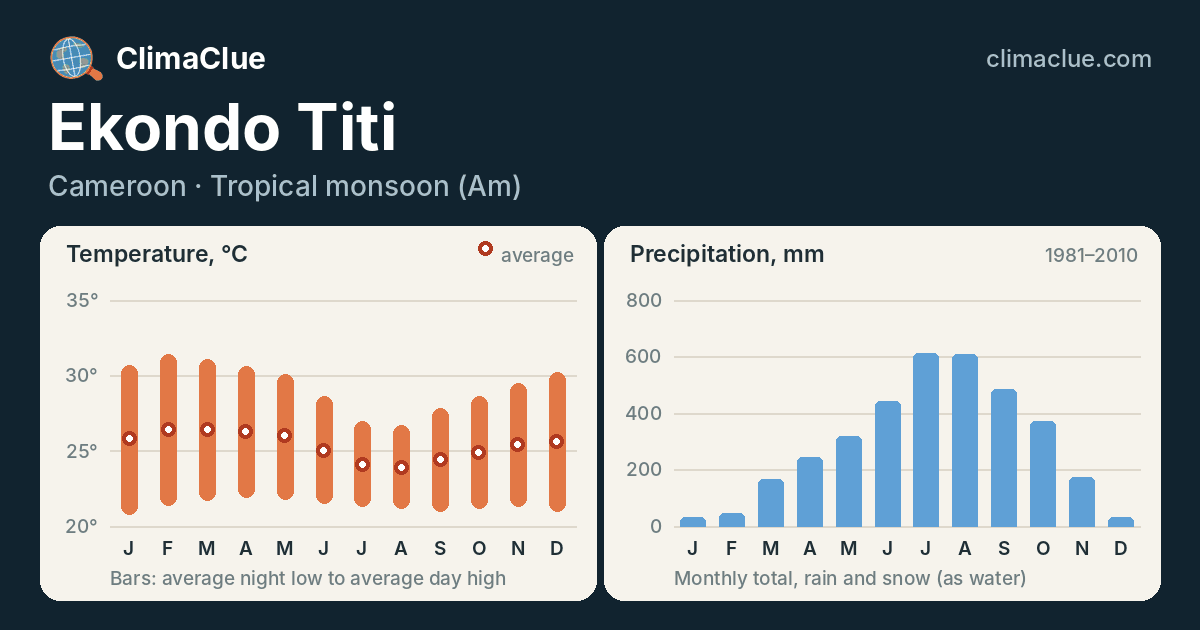 ClimaClue
climaclue.com
Ekondo Titi
Cameroon · Tropical monsoon (Am)
Temperature, °C
average
35°
30°
25°
20°
J F M A M J J A S O N D
Bars: average night low to average day high
Precipitation, mm
1981–2010
800
600
400
200
0
J F M A M J J A S O N D
Monthly total, rain and snow (as water)